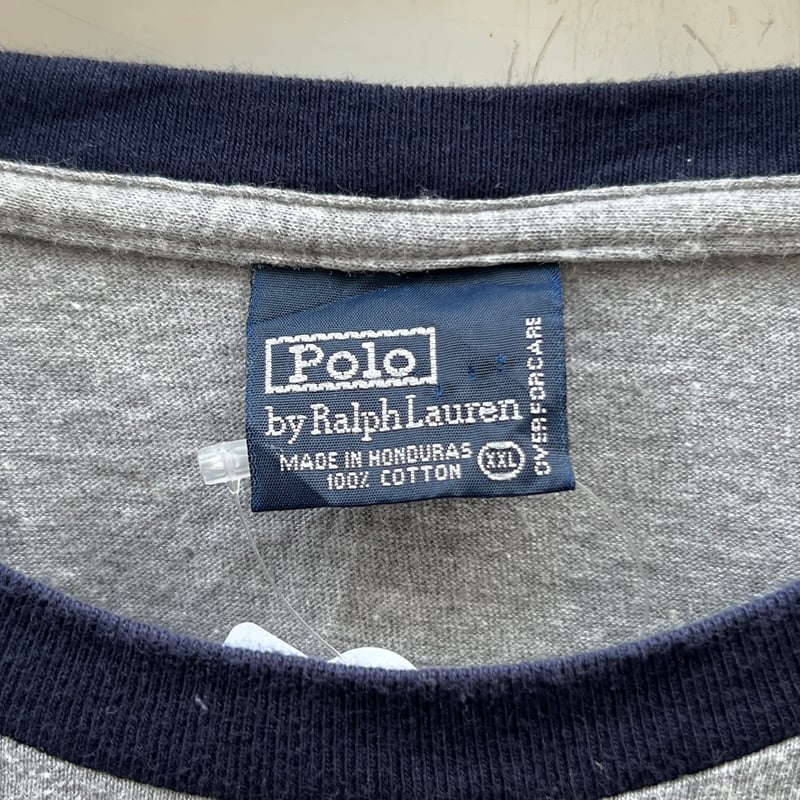 Polo
by Ralph Lauren
MADE IN HONDURAS
100% COTTON
XXL
OVER FOR CARE